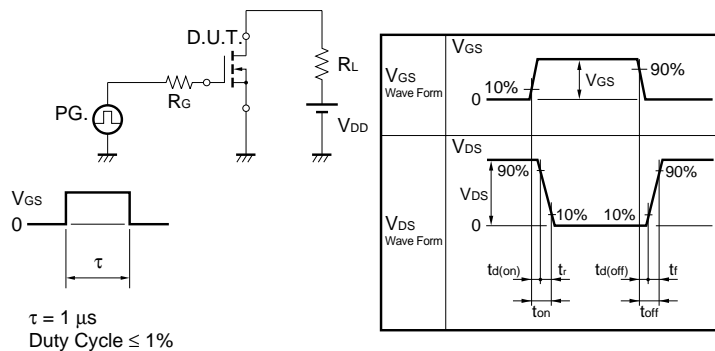 D.U.T.
RL
RG
PG.
VDD
VGS
0
τ
τ = 1 μs
Duty Cycle ≤ 1%
VGS
Wave Form
VGS
10%
0
VGS
90%
VDS
Wave Form
VDS
90%
VDS
0
10%
10%
90%
td(on)
tr
td(off)
tf
ton
toff